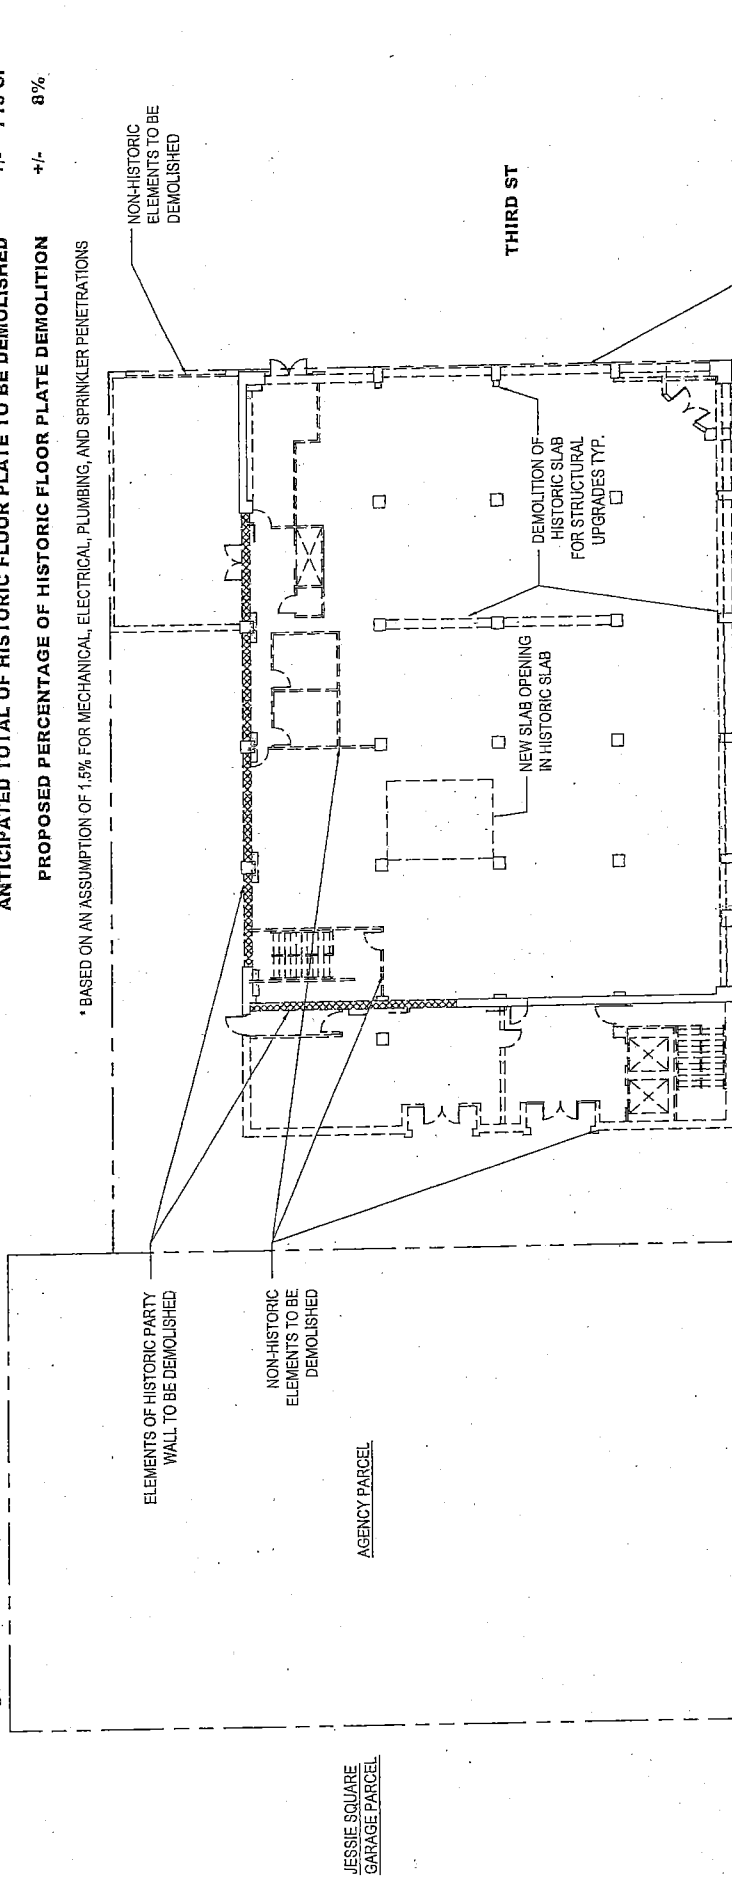 ANTICIPATED TOTAL OF HISTORIC FLOOR PLATE TO BE DEMOLISHED +/-
PROPOSED PERCENTAGE OF HISTORIC FLOOR PLATE DEMOLITION +/- 8%
* BASED ON AN ASSUMPTION OF 1.5% FOR MECHANICAL, ELECTRICAL, PLUMBING, AND SPRINKLER PENETRATIONS
NON-HISTORIC
ELEMENTS TO BE
DEMOLISHED
THIRD ST
DEMOLITION OF
HISTORIC SLAB
FOR STRUCTURAL
UPGRADES TYP.
NEW SLAB OPENING
IN HISTORIC SLAB
ELEMENTS OF HISTORIC PARTY
WALL TO BE DEMOLISHED
NON-HISTORIC
ELEMENTS TO BE
DEMOLISHED
AGENCY PARCEL
JESSIE SQUARE
GARAGE PARCEL